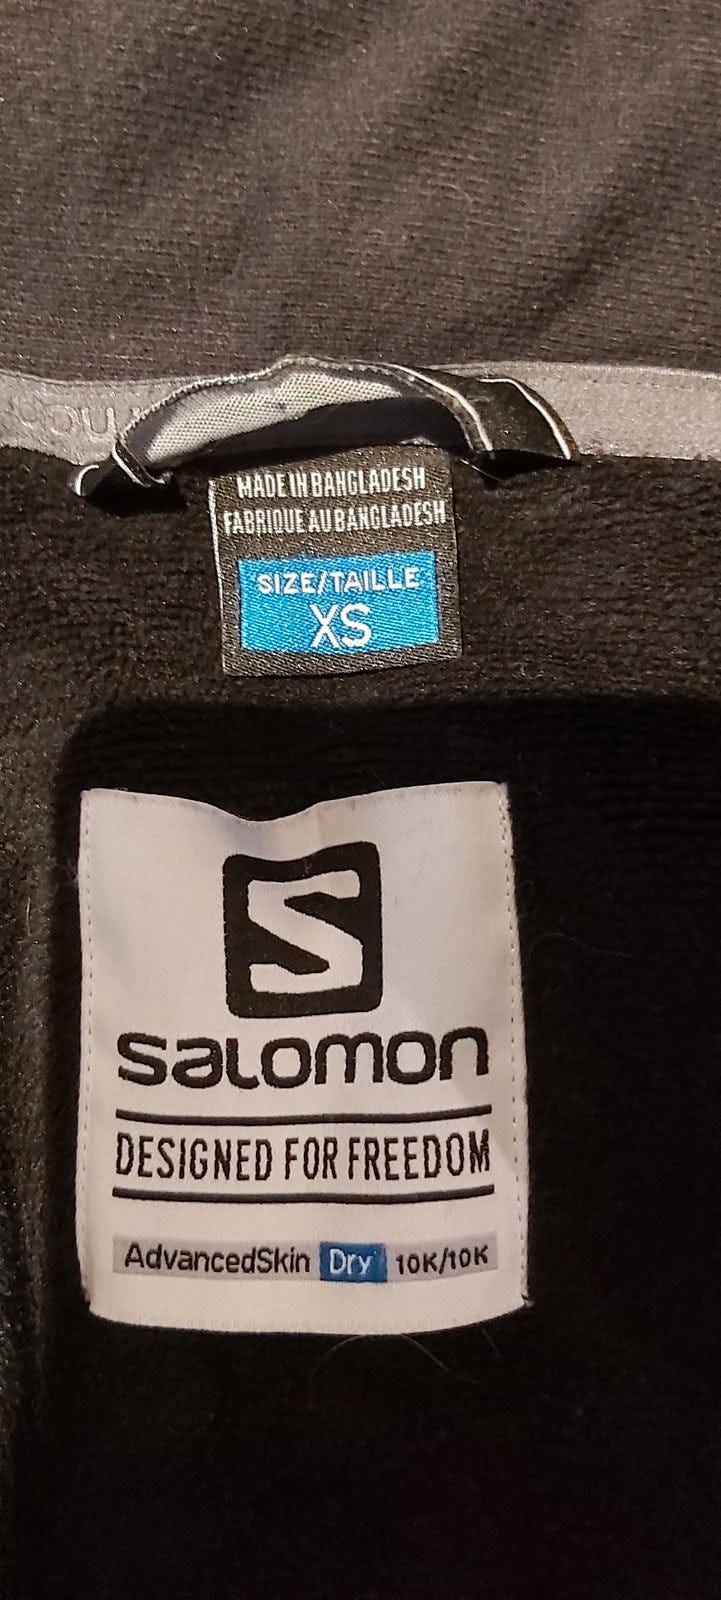 MADE IN BANGLADESH
FABRIQUE AU BANGLADESH
SIZE/TAILLE
XS
S
salomon
DESIGNED FOR FREEDOM
AdvancedSkin Dry 10K/10K